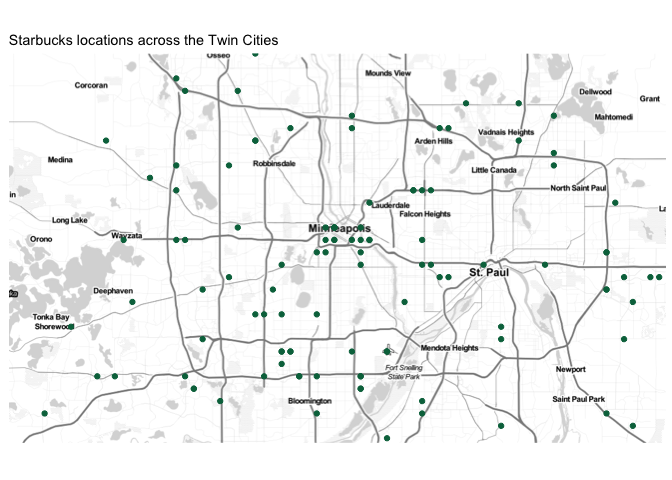 Starbucks locations across the Twin Cities
Osseo
Mounds View
Corcoran
Dellwood
Grant
Mahtomedi
Vadnais Heights
Arden Hills
Medina
Robbinsdale
Little Canada
North Saint Paul
in
Lauderdale
La
Falcon Heights
Long Lake
Minneapolis
Orono
Wayzata
St. Paul
Deephaven
Tonka Bay
Shorewood
Mendota Heights
Fort Snelling
State Park
Newport
Bloomington
Saint Paul Park